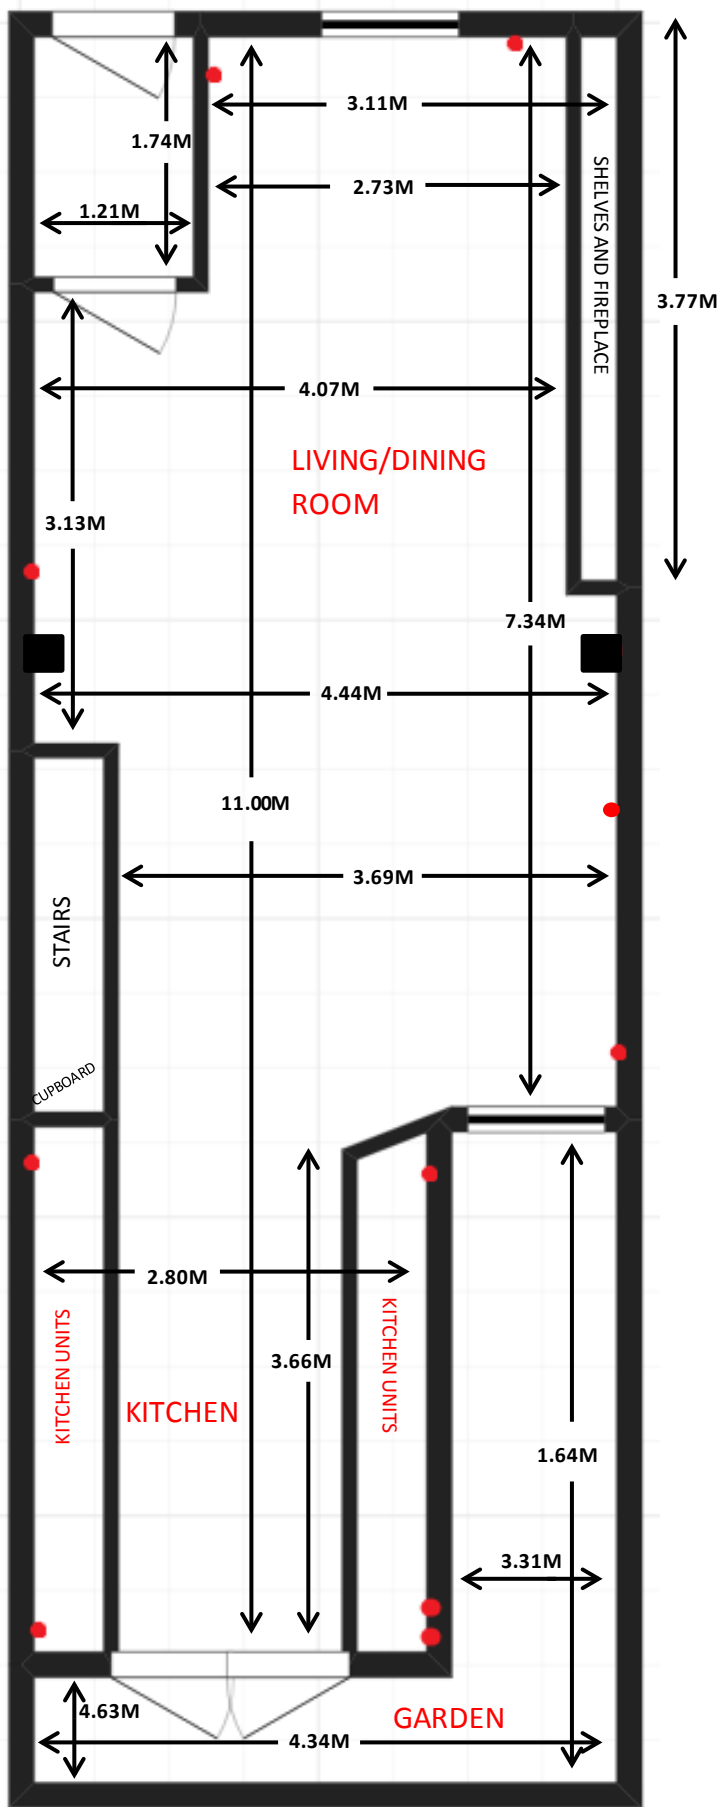 3.11M
1.74M
2.73M
1.21M
SHELVES AND FIREPLACE
3.77M
4.07M
LIVING/DINING
ROOM
3.13M
7.34M
4.44M
11.00M
3.69M
STAIRS
CUPBOARD
2.80M
KITCHEN UNITS
KITCHEN UNITS
3.66M
KITCHEN
1.64M
3.31M
4.63M
GARDEN
4.34M